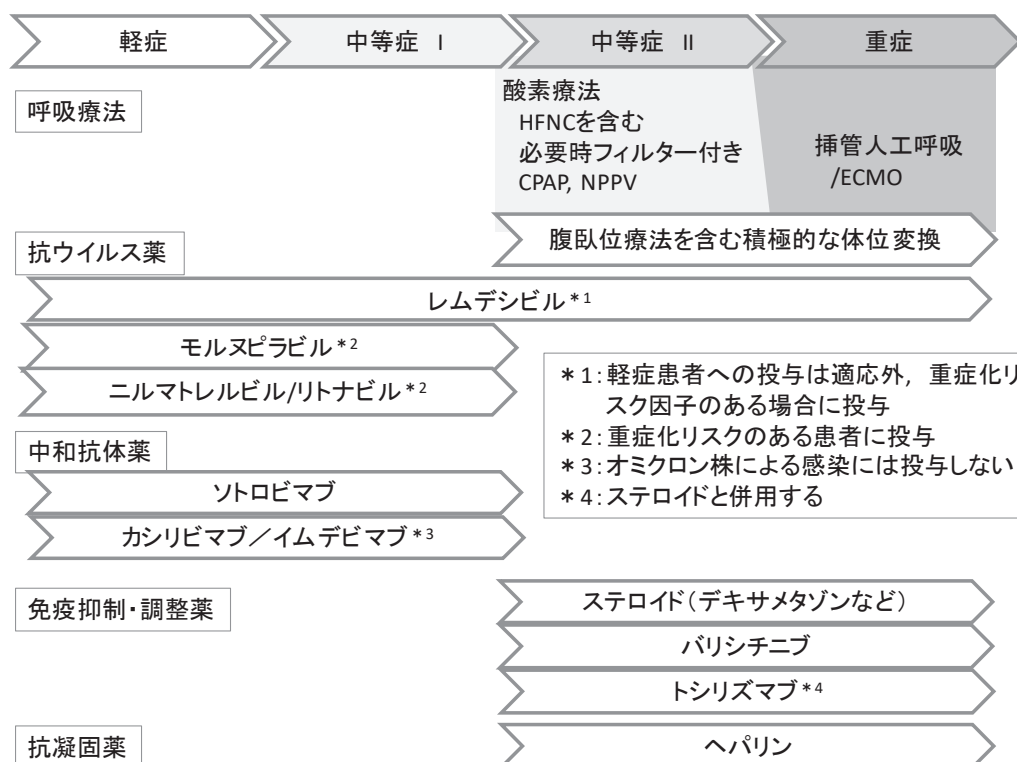 軽症
中等症 Ⅰ
中等症 Ⅱ
重症
呼吸療法
酸素療法
HFNCを含む
必要時フィルター付き
CPAP, NPPV
挿管人工呼吸
/ECMO
腹臥位療法を含む積極的な体位変換
抗ウイルス薬
レムデシビル*1
モルヌピラビル*2
ニルマトレルビル/リトナビル*2
*1:軽症患者への投与は適応外,重症化リ
スク因子のある場合に投与
*2:重症化リスクのある患者に投与
*3:オミクロン株による感染には投与しない
*4:ステロイドと併用する
中和抗体薬
ソトロビマブ
カシリビマブ/イムデビマブ*3
免疫抑制・調整薬
ステロイド(デキサメタゾンなど)
バリシチニブ
トシリズマブ*4
抗凝固薬
ヘパリン